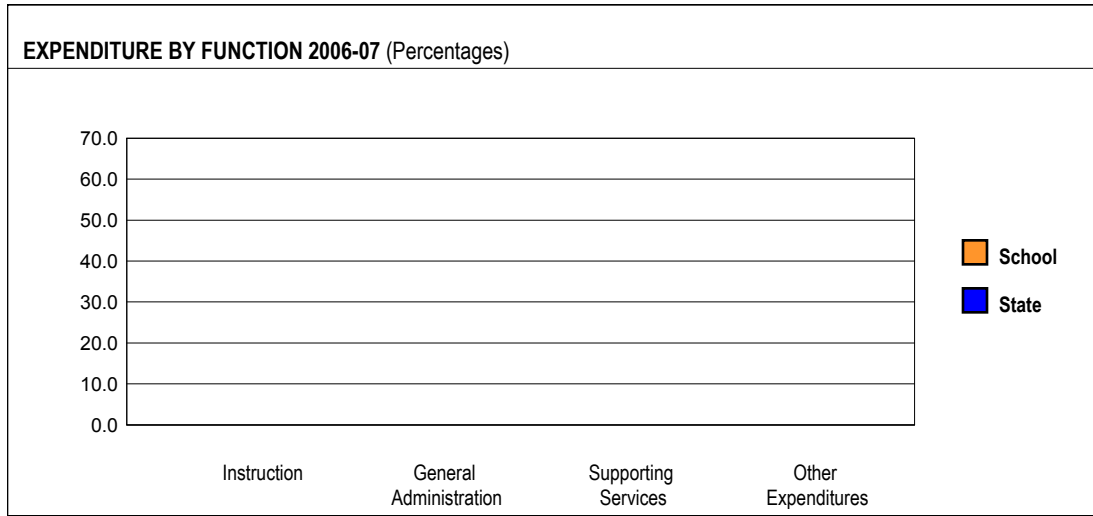 EXPENDITURE BY FUNCTION 2006-07 (Percentages)
70.0
60.0
50.0
40.0
30.0
20.0
10.0
0.0
School
State
Instruction
General
Administration
Supporting
Services
Other
Expenditures